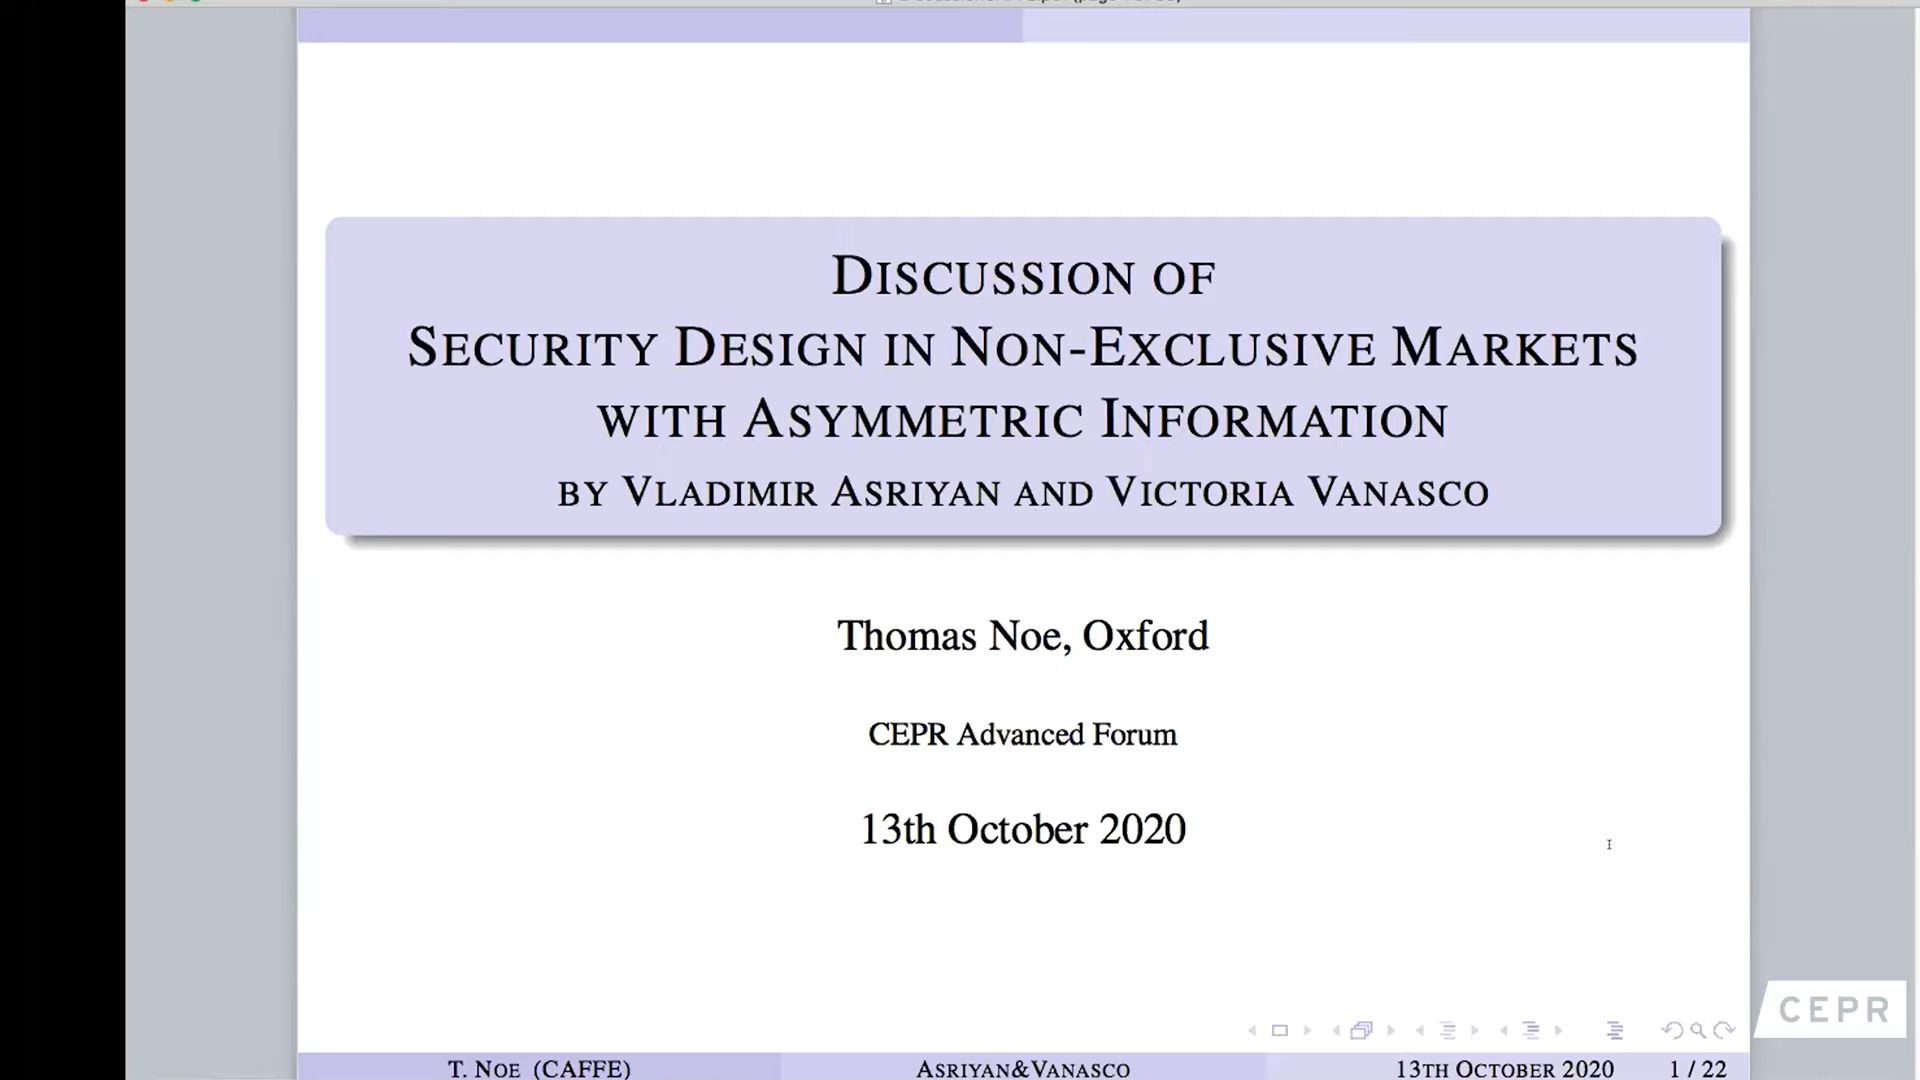 DISCUSSION OF
SECURITY DESIGN IN NON-EXCLUSIVE MARKETS
WITH ASYMMETRIC INFORMATION
BY VLADIMIR ASRIYAN AND VICTORIA VANASCO
Thomas Noe, Oxford
CEPR Advanced Forum
13th October 2020
CEPR
T. NOE (CAFFE) ASRIYAN&VANASCO 13TH OCTOBER 2020 1 / 22